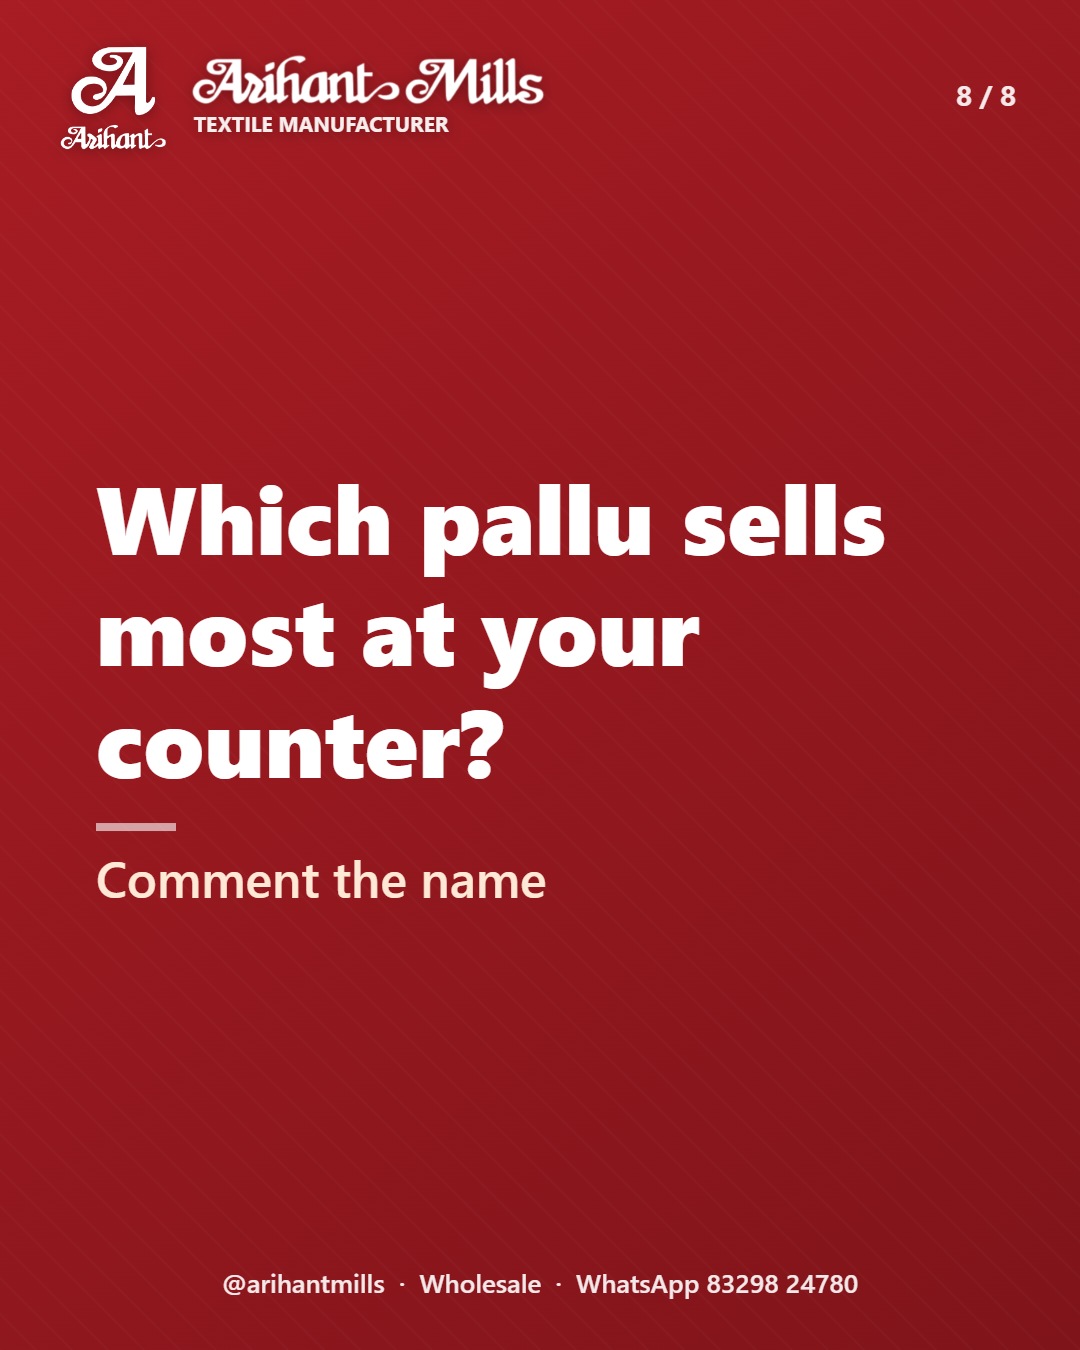 A
Arihant
Arihant Mills
TEXTILE MANUFACTURER
8 / 8
Which pallu sells
most at your
counter?
Comment the name
@arihantmills · Wholesale · WhatsApp 83298 24780